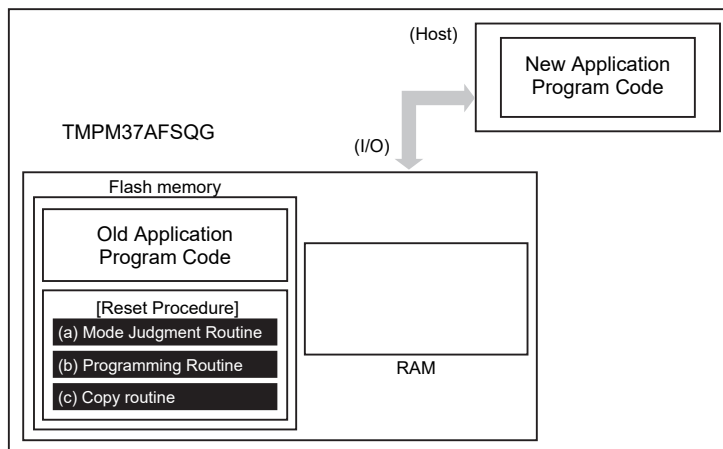 (Host)
New Application
Program Code
TMPM37AFSQG
(I/O)
Flash memory
Old Application
Program Code
[Reset Procedure]
(a) Mode Judgment Routine
(b) Programming Routine
(c) Copy routine
RAM